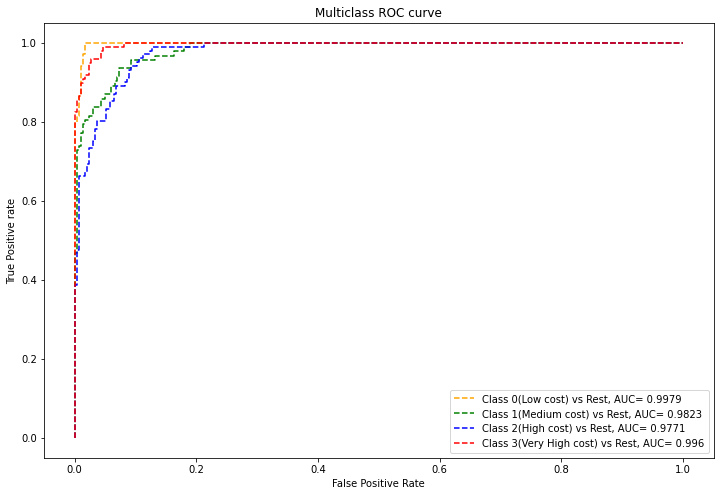 Multiclass ROC curve
True Positive rate
1.0
0.8
0.6
0.4
0.2
0.0
Class 0(Low cost) vs Rest, AUC= 0.9979
Class 1(Medium cost) vs Rest, AUC= 0.9823
Class 2(High cost) vs Rest, AUC= 0.9771
Class 3(Very High cost) vs Rest, AUC= 0.996
0.0 0.2 0.4 0.6 0.8 1.0
False Positive Rate